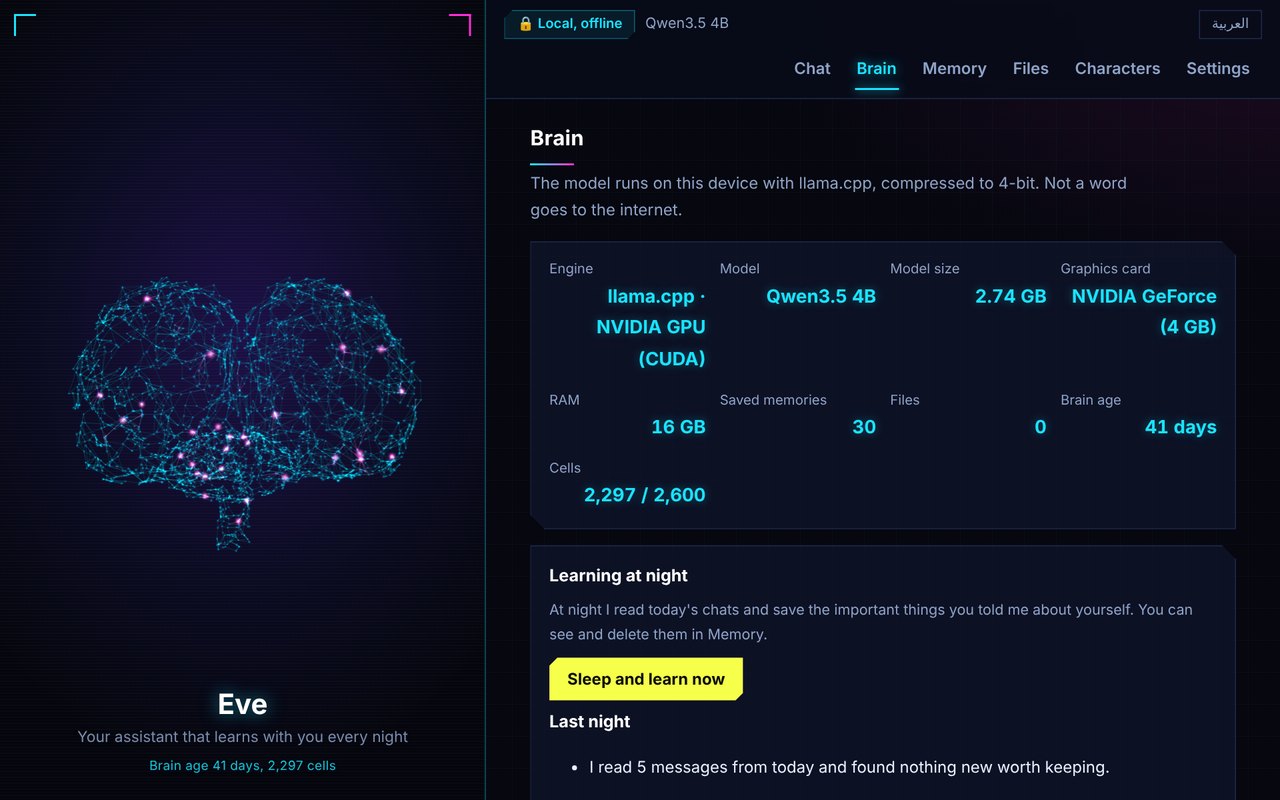 🔒 Local, offline
Qwen3.5 4B
العربية
Chat
Brain
Memory
Files
Characters
Settings
Brain
The model runs on this device with llama.cpp, compressed to 4-bit. Not a word
goes to the internet.
Engine
llama.cpp ·
NVIDIA GPU
(CUDA)
Model
Qwen3.5 4B
Model size
2.74 GB
Graphics card
NVIDIA GeForce
(4 GB)
RAM
16 GB
Saved memories
30
Files
0
Brain age
41 days
Cells
2,297 / 2,600
Learning at night
At night I read today's chats and save the important things you told me about yourself. You can
see and delete them in Memory.
Sleep and learn now
Last night
• I read 5 messages from today and found nothing new worth keeping.
Eve
Your assistant that learns with you every night
Brain age 41 days, 2,297 cells